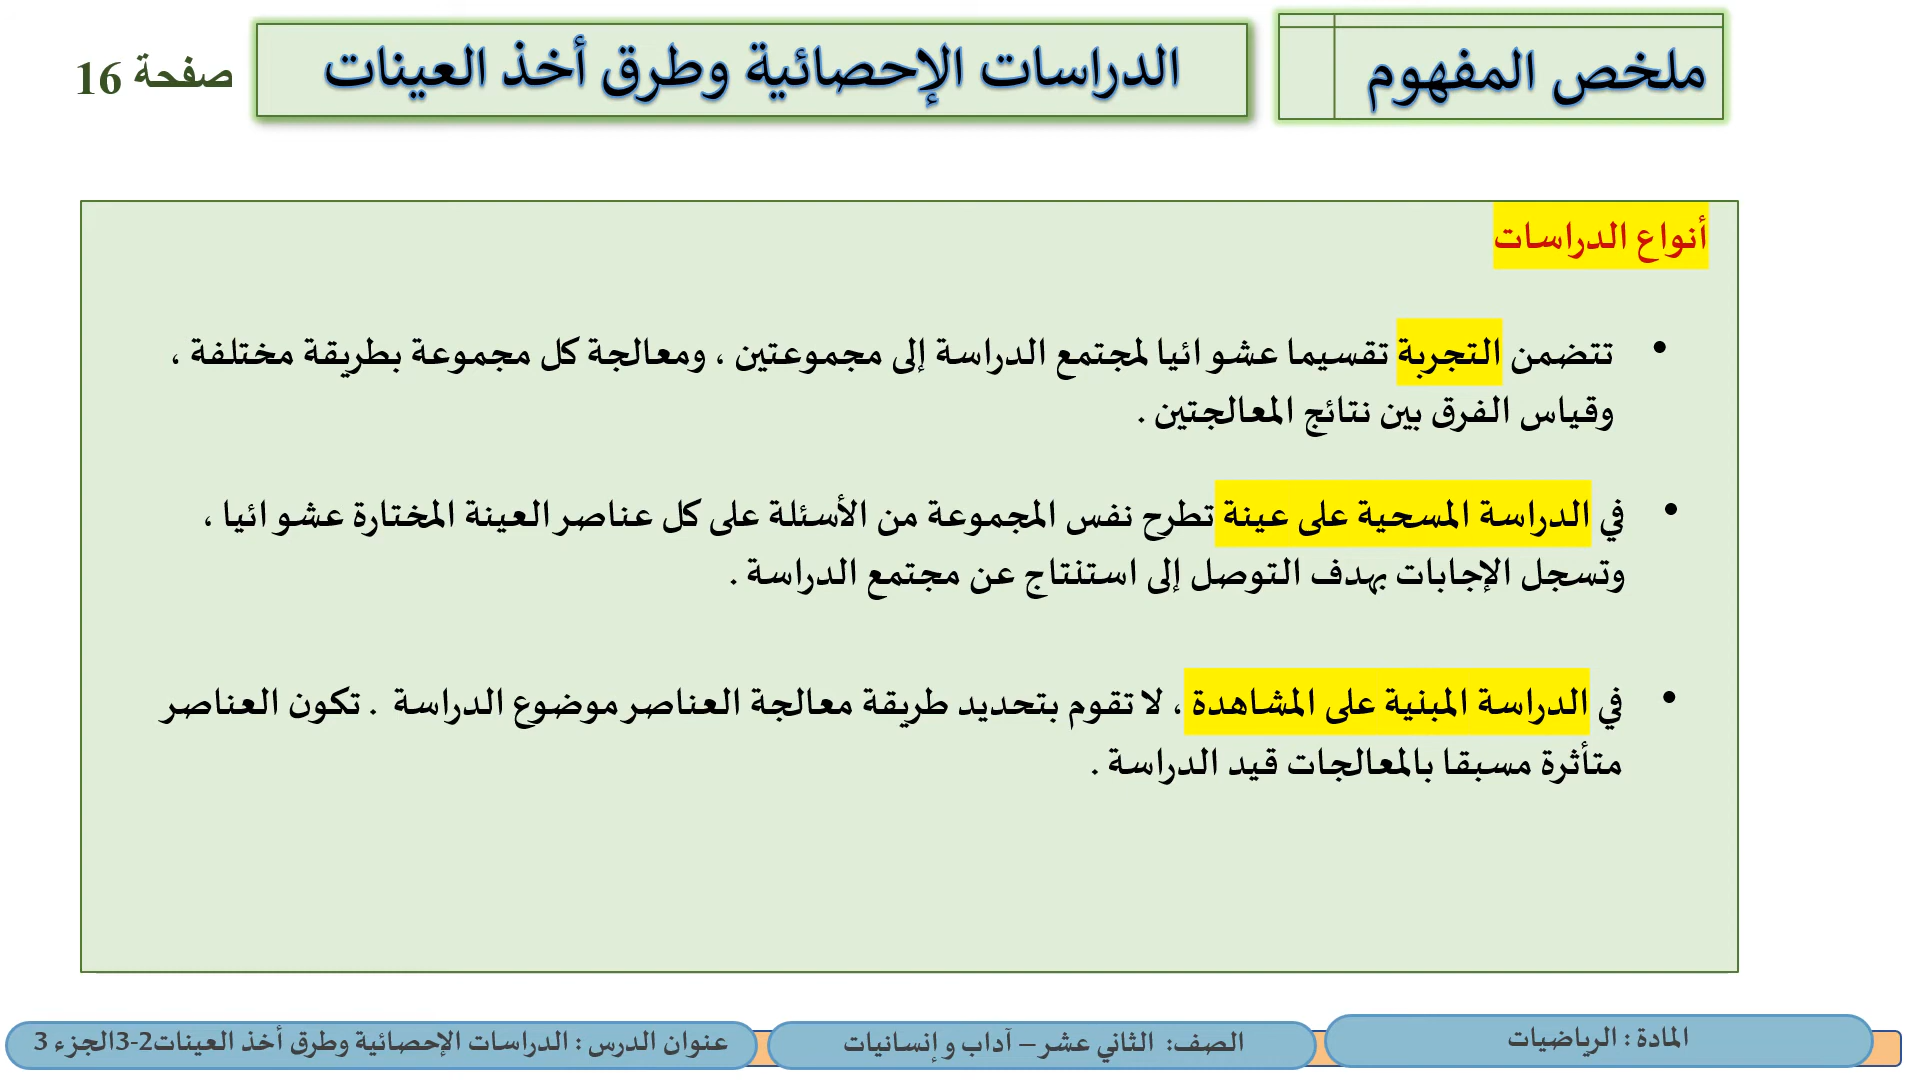 ملخص المفهوم
الدراسات الإحصائية وطرق أخذ العينات
صفحة 16
أنواع الدراسات
• تتضمن التجربة تقسيما عشوائيا لمجتمع الدراسة إلى مجموعتين ، ومعالجة كل مجموعة بطريقة مختلفة ،
وقياس الفرق بين نتائج المعالجتين .
• في الدراسة المسحية على عينة تطرح نفس المجموعة من الأسئلة على كل عناصر العينة المختارة عشوائيا ،
وتسجل الإجابات بهدف التوصل إلى استنتاج عن مجتمع الدراسة .
• في الدراسة المبنية على المشاهدة ، لا تقوم بتحديد طريقة معالجة العناصر موضوع الدراسة . تكون العناصر
متأثرة مسبقا بالمعالجات قيد الدراسة .
المادة : الرياضيات
الصف: الثاني عشر – آداب وإنسانيات
عنوان الدرس : الدراسات الإحصائية وطرق أخذ العينات2-3الجزء 3